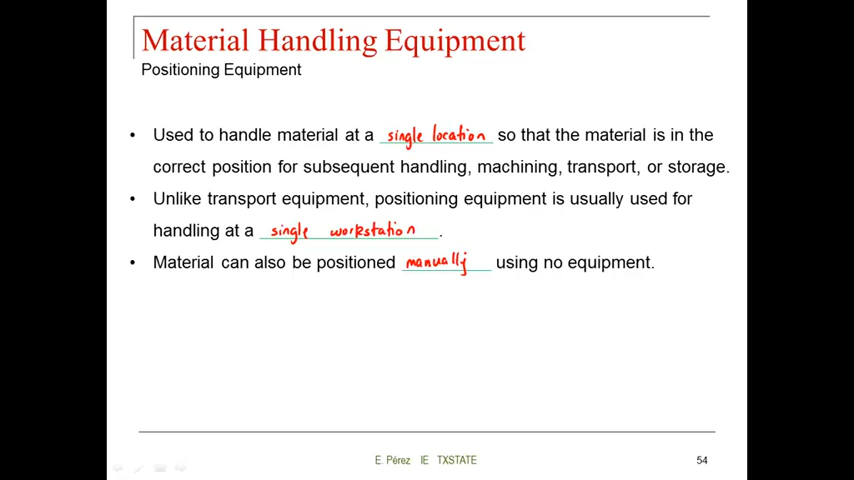 Material Handling Equipment
Positioning Equipment
• Used to handle material at a single location so that the material is in the
correct position for subsequent handling, machining, transport, or storage.
• Unlike transport equipment, positioning equipment is usually used for
handling at a single workstation.
• Material can also be positioned manually using no equipment.
E. Pérez IE TXSTATE
54